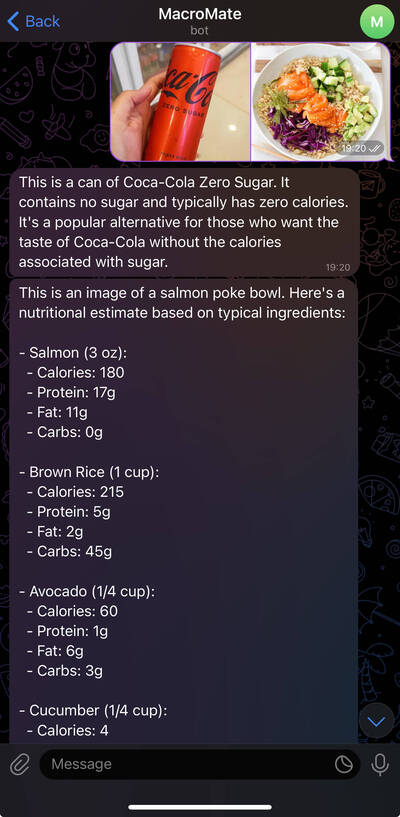 Back
MacroMate
bot
M
Coca-Co
ZERO SUGAR
19:20
This is a can of Coca-Cola Zero Sugar. It
contains no sugar and typically has zero calories.
It's a popular alternative for those who want the
taste of Coca-Cola without the calories
associated with sugar.
19:20
This is an image of a salmon poke bowl. Here's a
nutritional estimate based on typical ingredients:
- Salmon (3 oz):
- Calories: 180
- Protein: 17g
- Fat: 11g
- Carbs: 0g
- Brown Rice (1 cup):
- Calories: 215
- Protein: 5g
- Fat: 2g
- Carbs: 45g
- Avocado (1/4 cup):
- Calories: 60
- Protein: 1g
- Fat: 6g
- Carbs: 3g
- Cucumber (1/4 cup):
- Calories: 4
Message